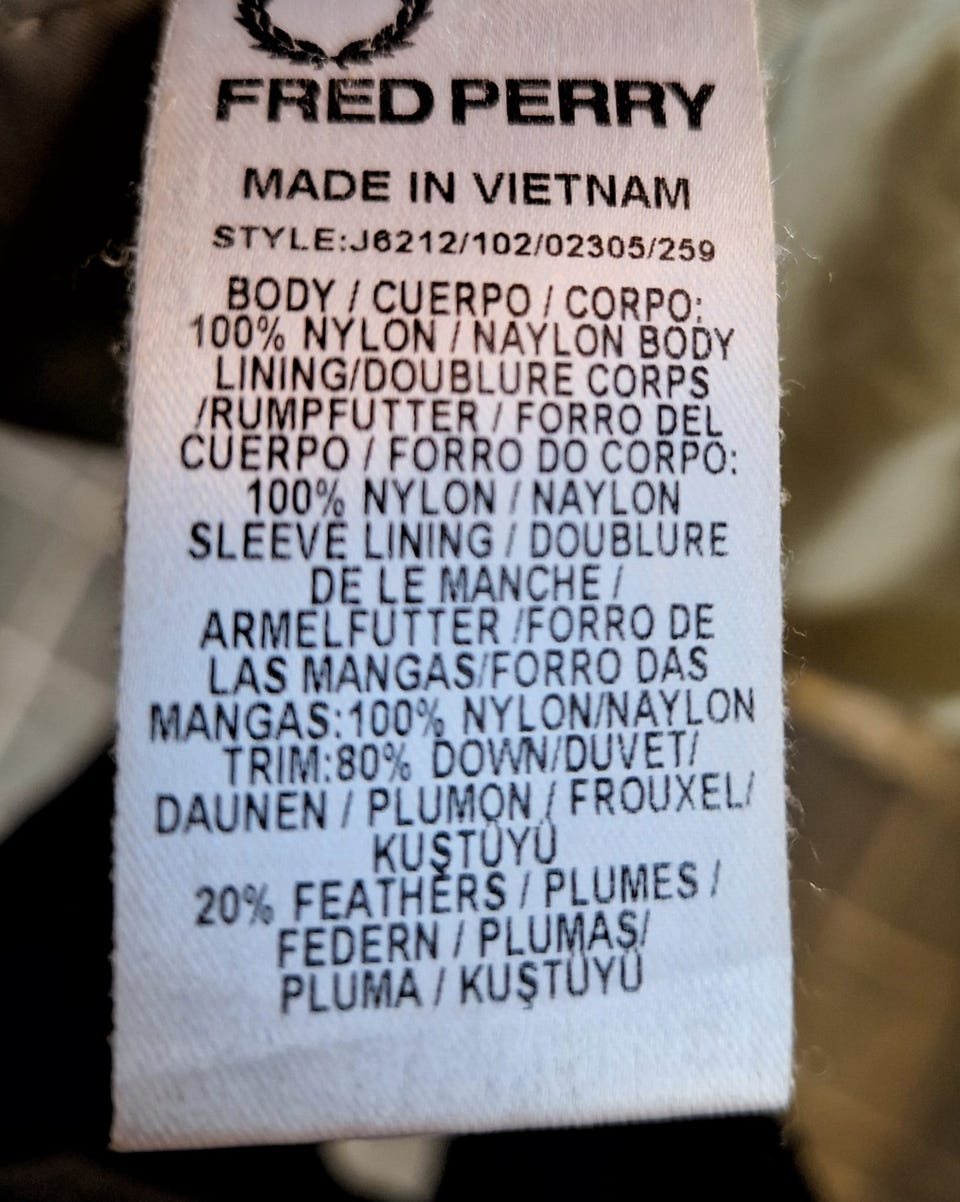 FRED PERRY
MADE IN VIETNAM
STYLE:J6212/102/02305/259
BODY / CUERPO / CORPO:
100% NYLON / NAYLON BODY
LINING/DOUBLURE CORPS
/RUMPFUTTER / FORRO DEL
CUERPO / FORRO DO CORPO:
100% NYLON / NAYLON
SLEEVE LINING / DOUBLURE
DE LE MANCHE /
ARMELFUTTER /FORRO DE
LAS MANGAS/FORRO DAS
MANGAS:100% NYLON/NAYLON
TRIM:80% DOWN/DUVET/
DAUNEN / PLUMON / FROUXEL/
KUŞTÜYÜ
20% FEATHERS / PLUMES /
FEDERN / PLUMAS/
PLUMA / KUŞTÜYÜ